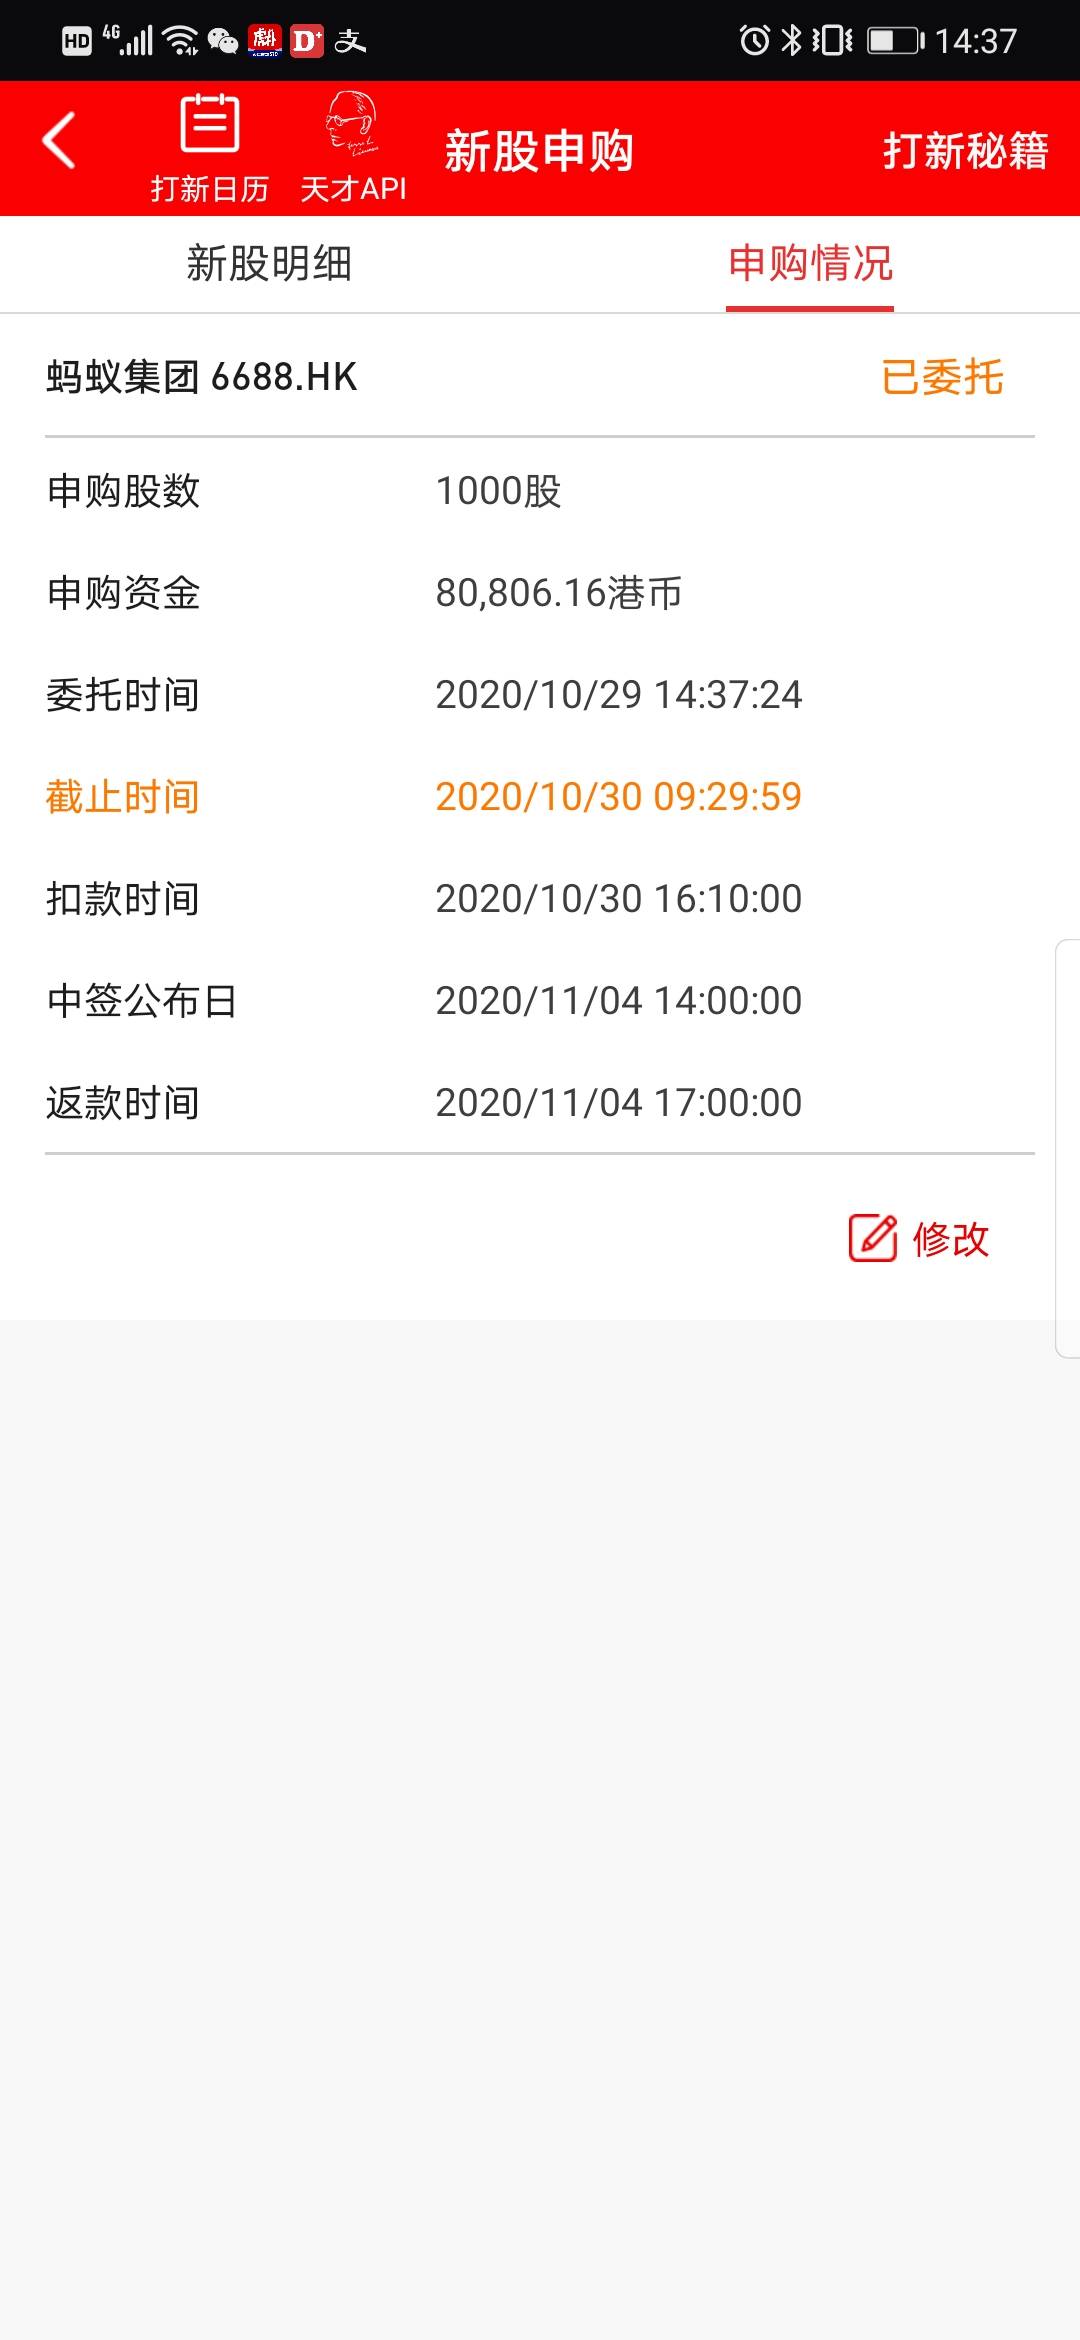 HD 4G 14:37
打新日历 天才API 新股申购 打新秘籍
新股明细 申购情况
蚂蚁集团 6688.HK 已委托
申购股数 1000股
申购资金 80,806.16港币
委托时间 2020/10/29 14:37:24
截止时间 2020/10/30 09:29:59
扣款时间 2020/10/30 16:10:00
中签公布日 2020/11/04 14:00:00
返款时间 2020/11/04 17:00:00
修改